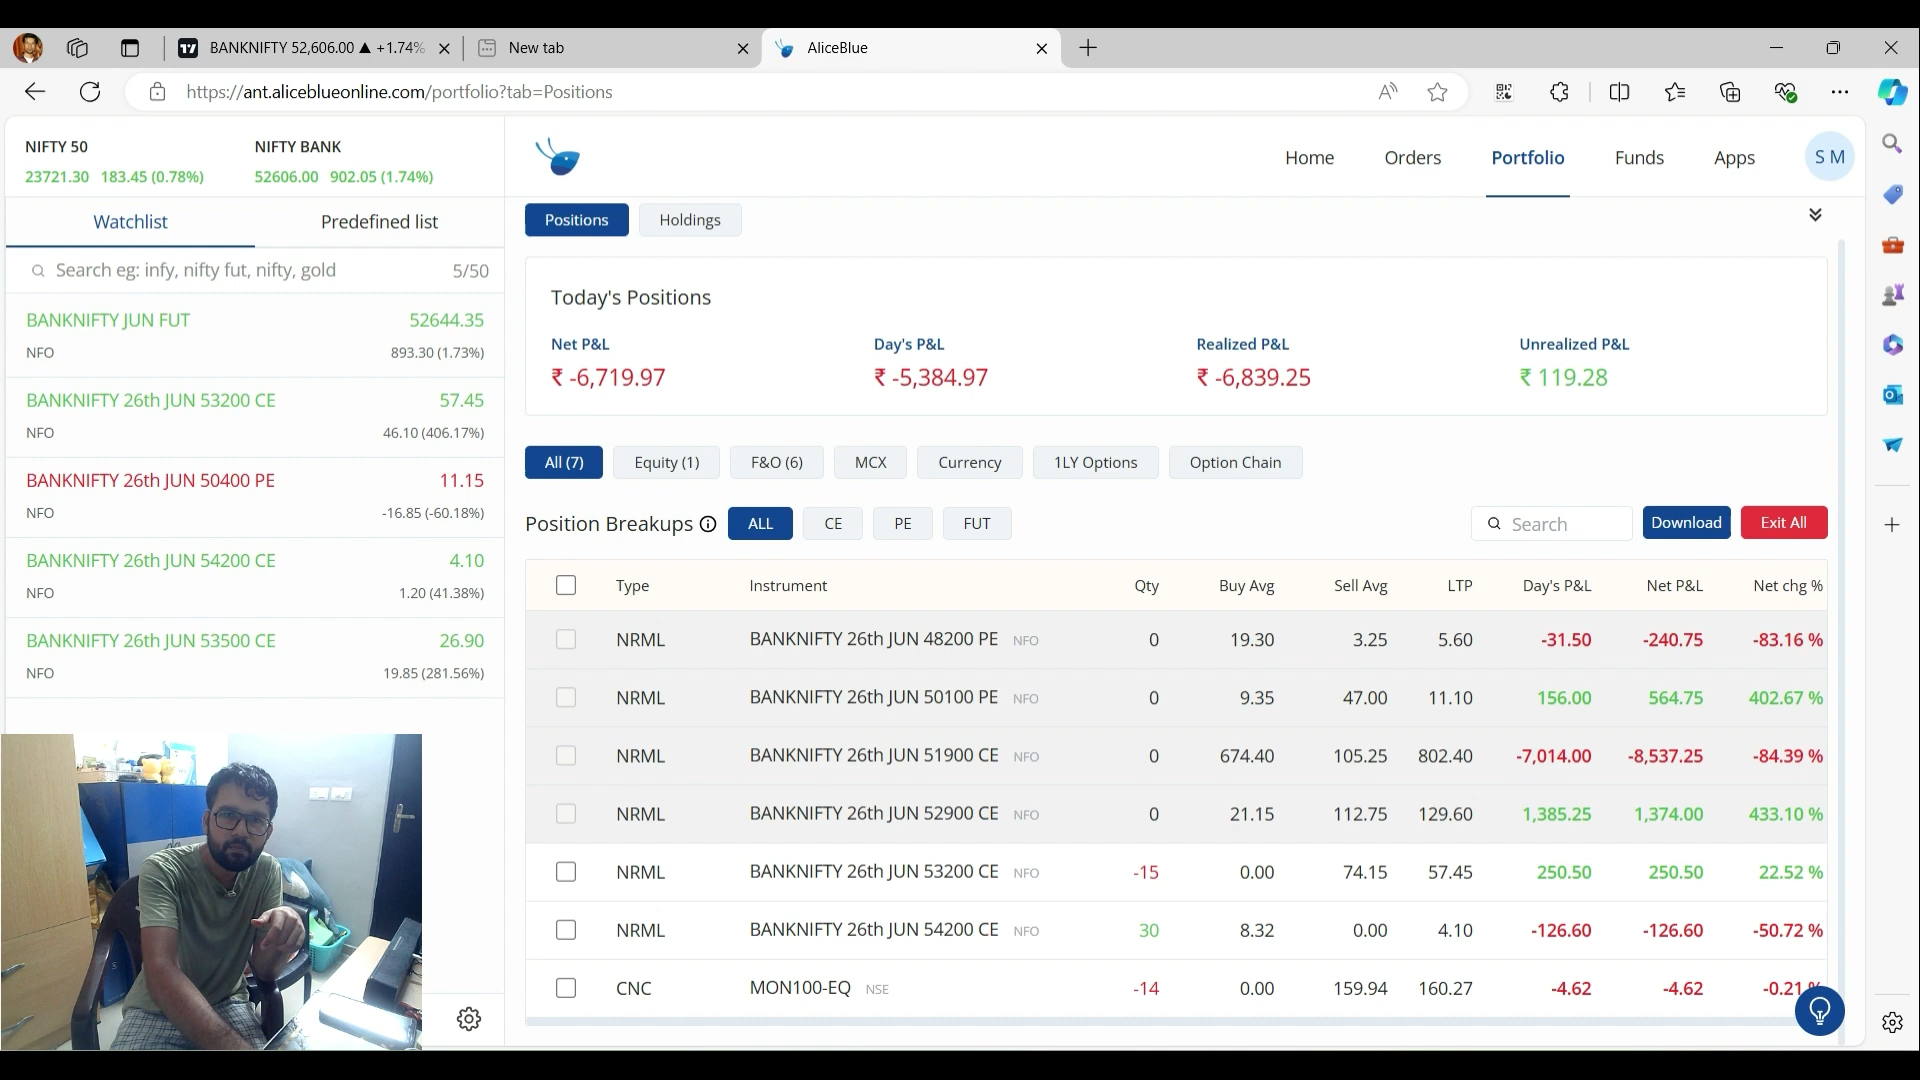 BANKNIFTY 52,606.00 ▲ +1.74%
New tab
AliceBlue
https://ant.aliceblueonline.com/portfolio?tab=Positions
NIFTY 50
23721.30 183.45 (0.78%)
NIFTY BANK
52606.00 902.05 (1.74%)
Home
Orders
Portfolio
Funds
Apps
S M
Watchlist
Predefined list
Search eg: infy, nifty fut, nifty, gold
5/50
BANKNIFTY JUN FUT 52644.35
NFO 893.30 (1.73%)
BANKNIFTY 26th JUN 53200 CE 57.45
NFO 46.10 (406.17%)
BANKNIFTY 26th JUN 50400 PE 11.15
NFO -16.85 (-60.18%)
BANKNIFTY 26th JUN 54200 CE 4.10
NFO 1.20 (41.38%)
BANKNIFTY 26th JUN 53500 CE 26.90
NFO 19.85 (281.56%)
Positions
Holdings
Today's Positions
Net P&L Day's P&L Realized P&L Unrealized P&L
₹ -6,719.97 ₹ -5,384.97 ₹ -6,839.25 ₹ 119.28
All (7) Equity (1) F&O (6) MCX Currency 1LY Options Option Chain
Position Breakups ALL CE PE FUT Search Download Exit All
Type Instrument Qty Buy Avg Sell Avg LTP Day's P&L Net P&L Net chg %
NRML BANKNIFTY 26th JUN 48200 PE NFO 0 19.30 3.25 5.60 -31.50 -240.75 -83.16 %
NRML BANKNIFTY 26th JUN 50100 PE NFO 0 9.35 47.00 11.10 156.00 564.75 402.67 %
NRML BANKNIFTY 26th JUN 51900 CE NFO 0 674.40 105.25 802.40 -7,014.00 -8,537.25 -84.39 %
NRML BANKNIFTY 26th JUN 52900 CE NFO 0 21.15 112.75 129.60 1,385.25 1,374.00 433.10 %
NRML BANKNIFTY 26th JUN 53200 CE NFO -15 0.00 74.15 57.45 250.50 250.50 22.52 %
NRML BANKNIFTY 26th JUN 54200 CE NFO 30 8.32 0.00 4.10 -126.60 -126.60 -50.72 %
CNC MON100-EQ NSE -14 0.00 159.94 160.27 -4.62 -4.62 -0.21 %